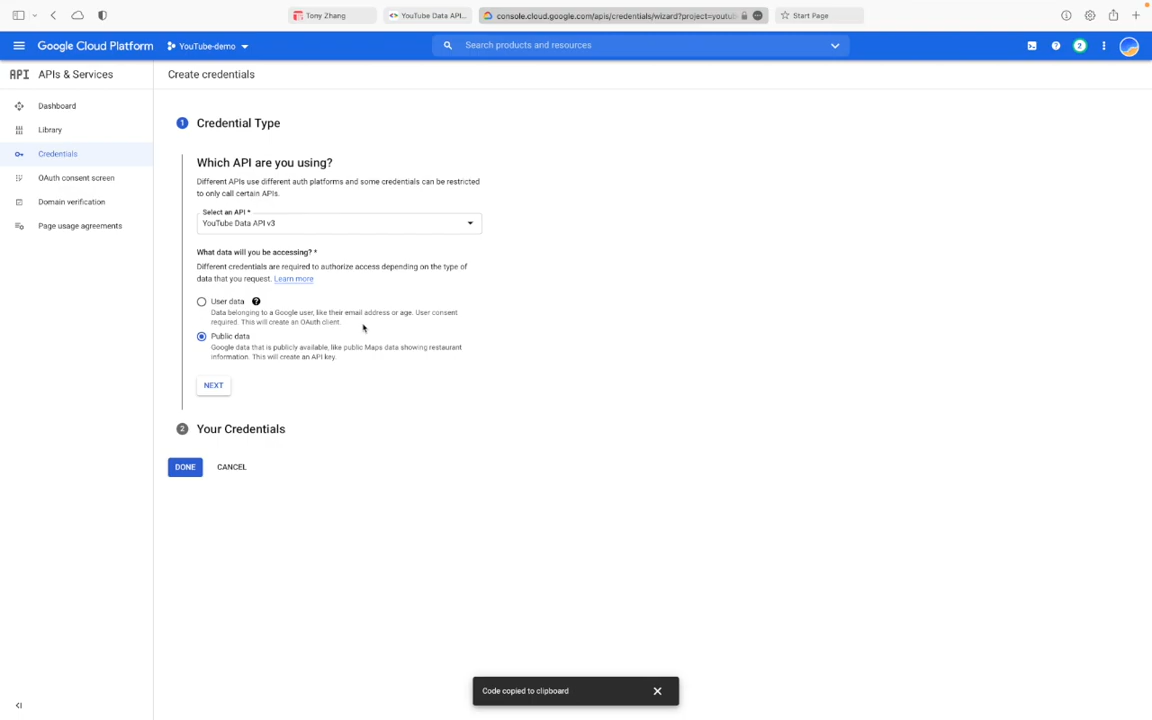 Tony Zhang
YouTube Data API...
console.cloud.google.com/apis/credentials/wizard?project=youtub
Start Page
Google Cloud Platform
YouTube-demo
Search products and resources
2
API APIs & Services
Create credentials
Dashboard
Library
Credentials
OAuth consent screen
Domain verification
Page usage agreements
1 Credential Type
Which API are you using?
Different APIs use different auth platforms and some credentials can be restricted
to only call certain APIs.
Select an API *
YouTube Data API v3
What data will you be accessing? *
Different credentials are required to authorize access depending on the type of
data that you request. Learn more
User data
Data belonging to a Google user, like their email address or age. User consent
required. This will create an OAuth client.
Public data
Google data that is publicly available, like public Maps data showing restaurant
information. This will create an API key.
NEXT
2 Your Credentials
DONE CANCEL
Code copied to clipboard